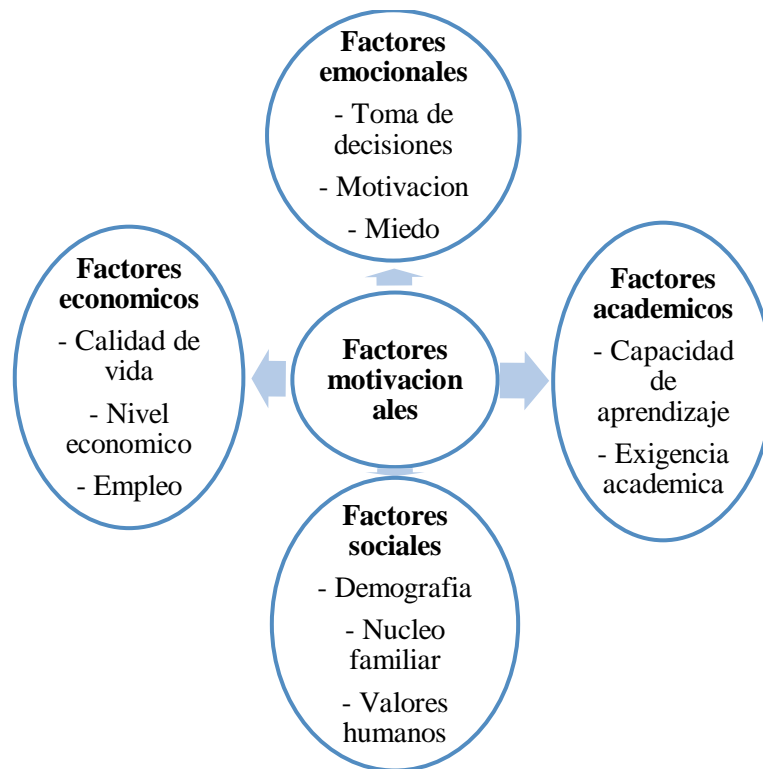 Factores
emocionales
- Toma de
decisiones
- Motivacion
- Miedo
Factores
economicos
- Calidad de
vida
- Nivel
economico
- Empleo
Factores
motivacion
ales
Factores
academicos
- Capacidad
de
aprendizaje
- Exigencia
academica
Factores
sociales
- Demografia
- Nucleo
familiar
- Valores
humanos